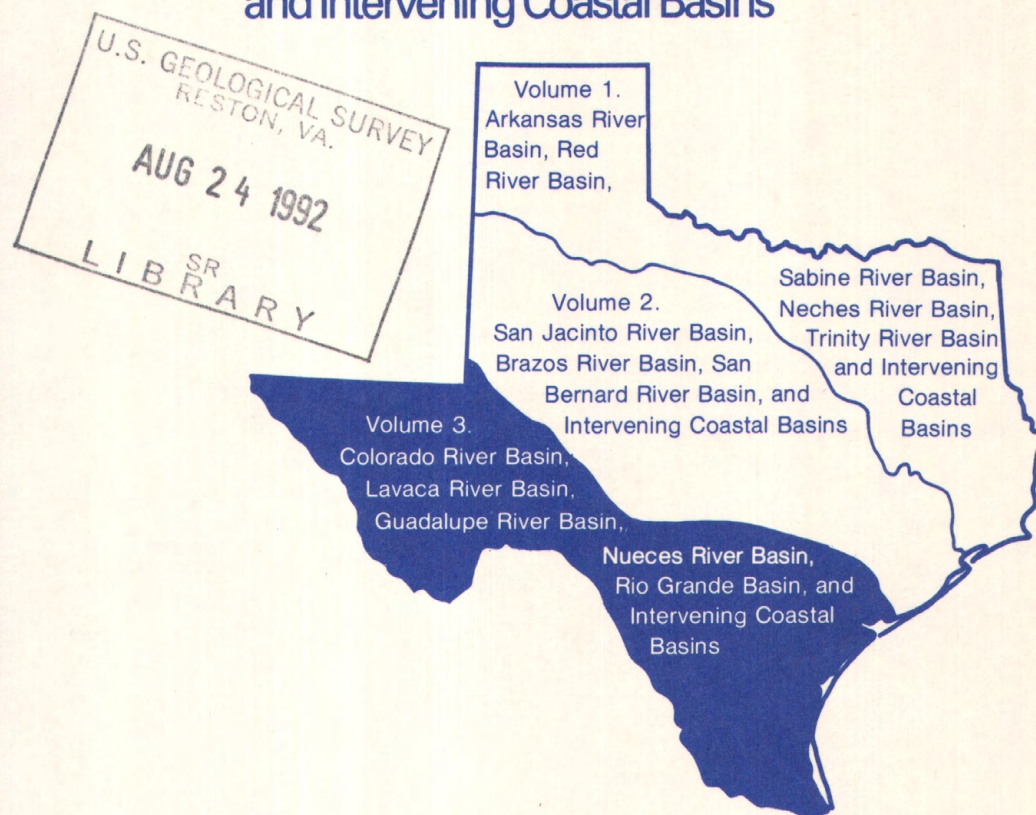 and Intervening Coastal Basins
U.S. GEOLOGICAL SURVEY
RESTON, VA.
AUG 24 1992
SR
LIBRARY
Volume 1.
Arkansas River
Basin, Red
River Basin,
Sabine River Basin,
Neches River Basin,
Trinity River Basin
and Intervening
Coastal
Basins
Volume 2.
San Jacinto River Basin,
Brazos River Basin, San
Bernard River Basin, and
Intervening Coastal Basins
Volume 3.
Colorado River Basin,
Lavaca River Basin,
Guadalupe River Basin,
Nueces River Basin,
Rio Grande Basin, and
Intervening Coastal
Basins